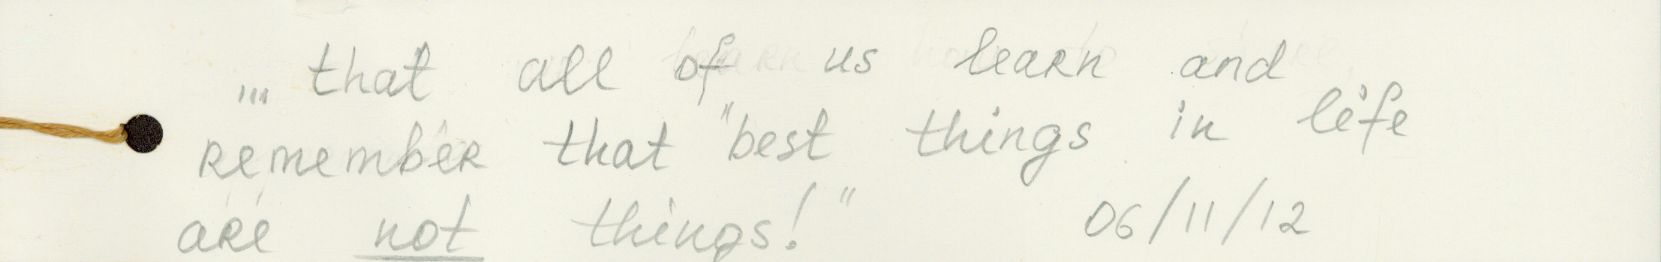 ... that all of us learn and
remember that "best things in life
are not things!" 06/11/12